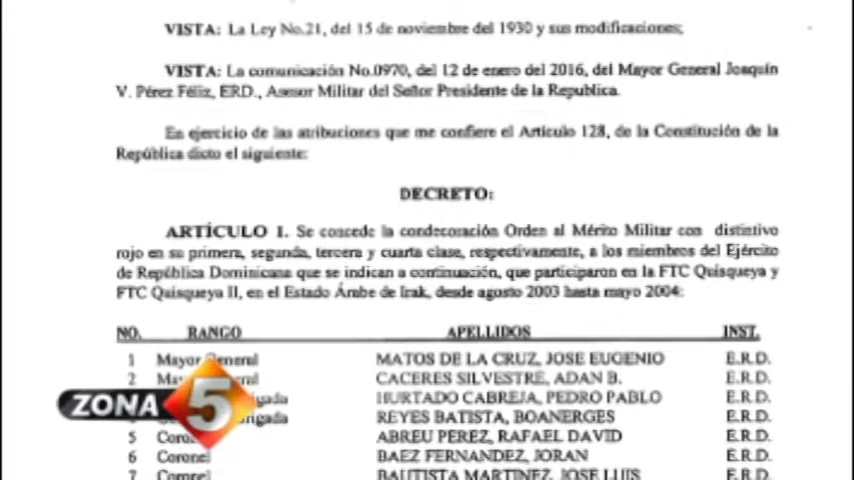 VISTA: La Ley No.21, del 15 de noviembre del 1930 y sus modificaciones;
VISTA: La comunicación No.0970, del 12 de enero del 2016, del Mayor General Joaquín
V. Pérez Féliz, ERD., Asesor Militar del Señor Presidente de la Republica.
En ejercicio de las atribuciones que me confiere el Artículo 128, de la Constitución de la
República dicto el siguiente:
DECRETO:
ARTÍCULO 1. Se concede la condecoración Orden al Mérito Militar con distintivo
rojo en su primera, segunda, tercera y cuarta clase, respectivamente, a los miembros del Ejército
de República Dominicana que se indican a continuación, que participaron en la FTC Quisqueya y
FTC Quisqueya II, en el Estado Árabe de Irak, desde agosto 2003 hasta mayo 2004:
NO. RANGO APELLIDOS INST.
1 Mayor General MATOS DE LA CRUZ, JOSE EUGENIO E.R.D.
2 CACERES SILVESTRE, ADAN B. E.R.D.
HURTADO CABREJA, PEDRO PABLO E.R.D.
REYES BATISTA, BOANERGES E.R.D.
5 ABREU PEREZ, RAFAEL DAVID E.R.D.
6 Coronel BAEZ FERNANDEZ, JORAN E.R.D.
7 Coronel BAUTISTA MARTINEZ, JOSE LUIS E.R.D.
ZONA 5